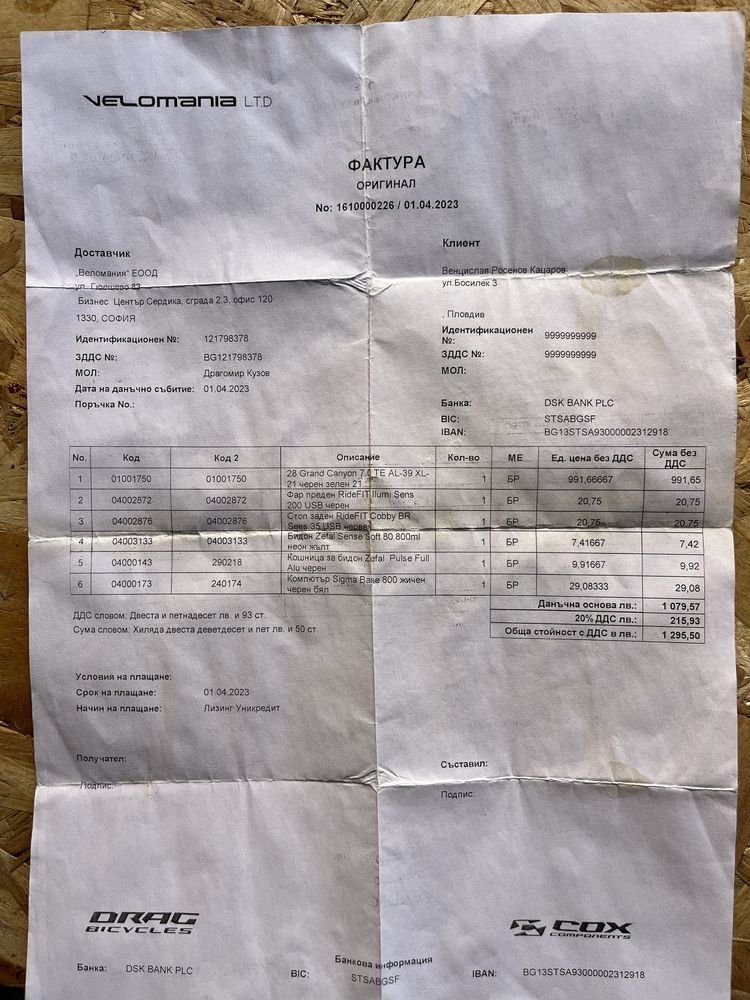 VELOMANIA L.T.D
ФАКТУРА
ОРИГИНАЛ
No: 1610000226 / 01.04.2023
Доставчик
„Веломания" ЕООД
ул. Гюешево 83
Бизнес Център Сердика, сграда 2.3, офис 120
1330, СОФИЯ
Идентификационен №: 121798378
ЗДДС №: BG121798378
МОЛ: Драгомир Кузов
Дата на данъчно събитие: 01.04.2023
Поръчка No.:
Клиент
Венцислав Росенов Кацаров
ул.Босилек 3
, Пловдив
Идентификационен
№: 9999999999
ЗДДС №: 9999999999
МОЛ:
Банка: DSK BANK PLC
BIC: STSABGSF
IBAN: BG13STSA93000002312918
No. Код Код 2 Описание Кол-во МЕ Ед. цена без ДДС Сума без
ДДС
1 01001750 01001750 28 Grand Canyon 7.0 TE AL-39 XL- 1 БР 991,66667 991,65
21 черен зелен 21
2 04002872 04002872 Фар преден RideFIT Ilumi Sens 1 БР 20,75 20,75
200 USB черен
3 04002876 04002876 Стоп заден RideFIT Cobby BR 1 БР 20,75 20,75
Sens 35 USB червен
4 04003133 04003133 Бидон Zefal Sense Soft 80 800ml 1 БР 7,41667 7,42
неон жълт
5 04000143 290218 Кошница за бидон Zefal Pulse Full 1 БР 9,91667 9,92
Alu черен
6 04000173 240174 Компютър Sigma Base 800 жичен 1 БР 29,08333 29,08
черен бял
Данъчна основа лв.: 1 079,57
20% ДДС лв.: 215,93
Обща стойност с ДДС в лв.: 1 295,50
ДДС словом: Двеста и петнадесет лв. и 93 ст.
Сума словом: Хиляда двеста деветдесет и пет лв. и 50 ст.
Условия на плащане:
Срок на плащане: 01.04.2023
Начин на плащане: Лизинг Уникредит
Получател:
Подпис:
Съставил:
Подпис:
DRAG
BICYCLES
COX
COMPONENTS
Банкова информация
Банка: DSK BANK PLC BIC: STSABGSF IBAN: BG13STSA93000002312918